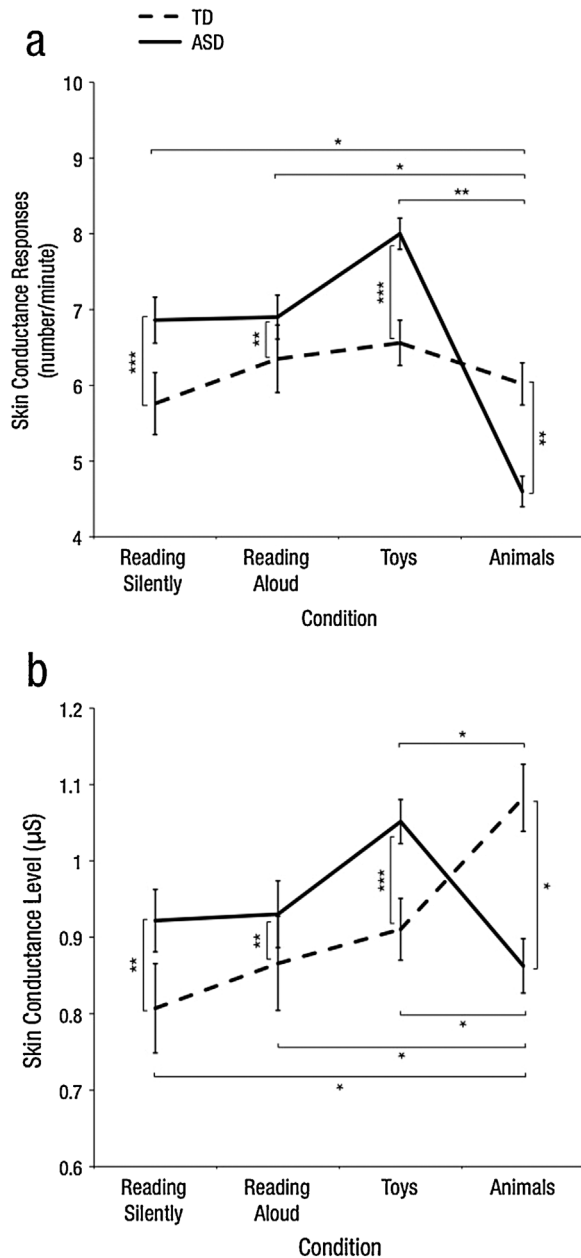 TD
ASD
a
10
9
8
7
6
5
4
Skin Conductance Responses
(number/minute)
*
*
**
***
**
***
**
Reading
Silently
Reading
Aloud
Toys
Animals
Condition
b
1.2
1.1
1
0.9
0.8
0.7
0.6
Skin Conductance Level (µS)
*
**
**
***
*
*
*
*
Reading
Silently
Reading
Aloud
Toys
Animals
Condition